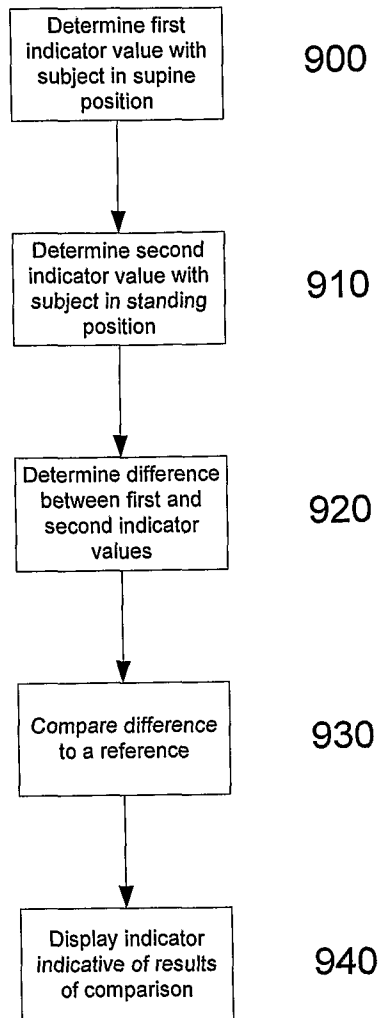 Determine first
indicator value with
subject in supine
position
900
Determine second
indicator value with
subject in standing
position
910
Determine difference
between first and
second indicator
values
920
Compare difference
to a reference
930
Display indicator
indicative of results
of comparison
940